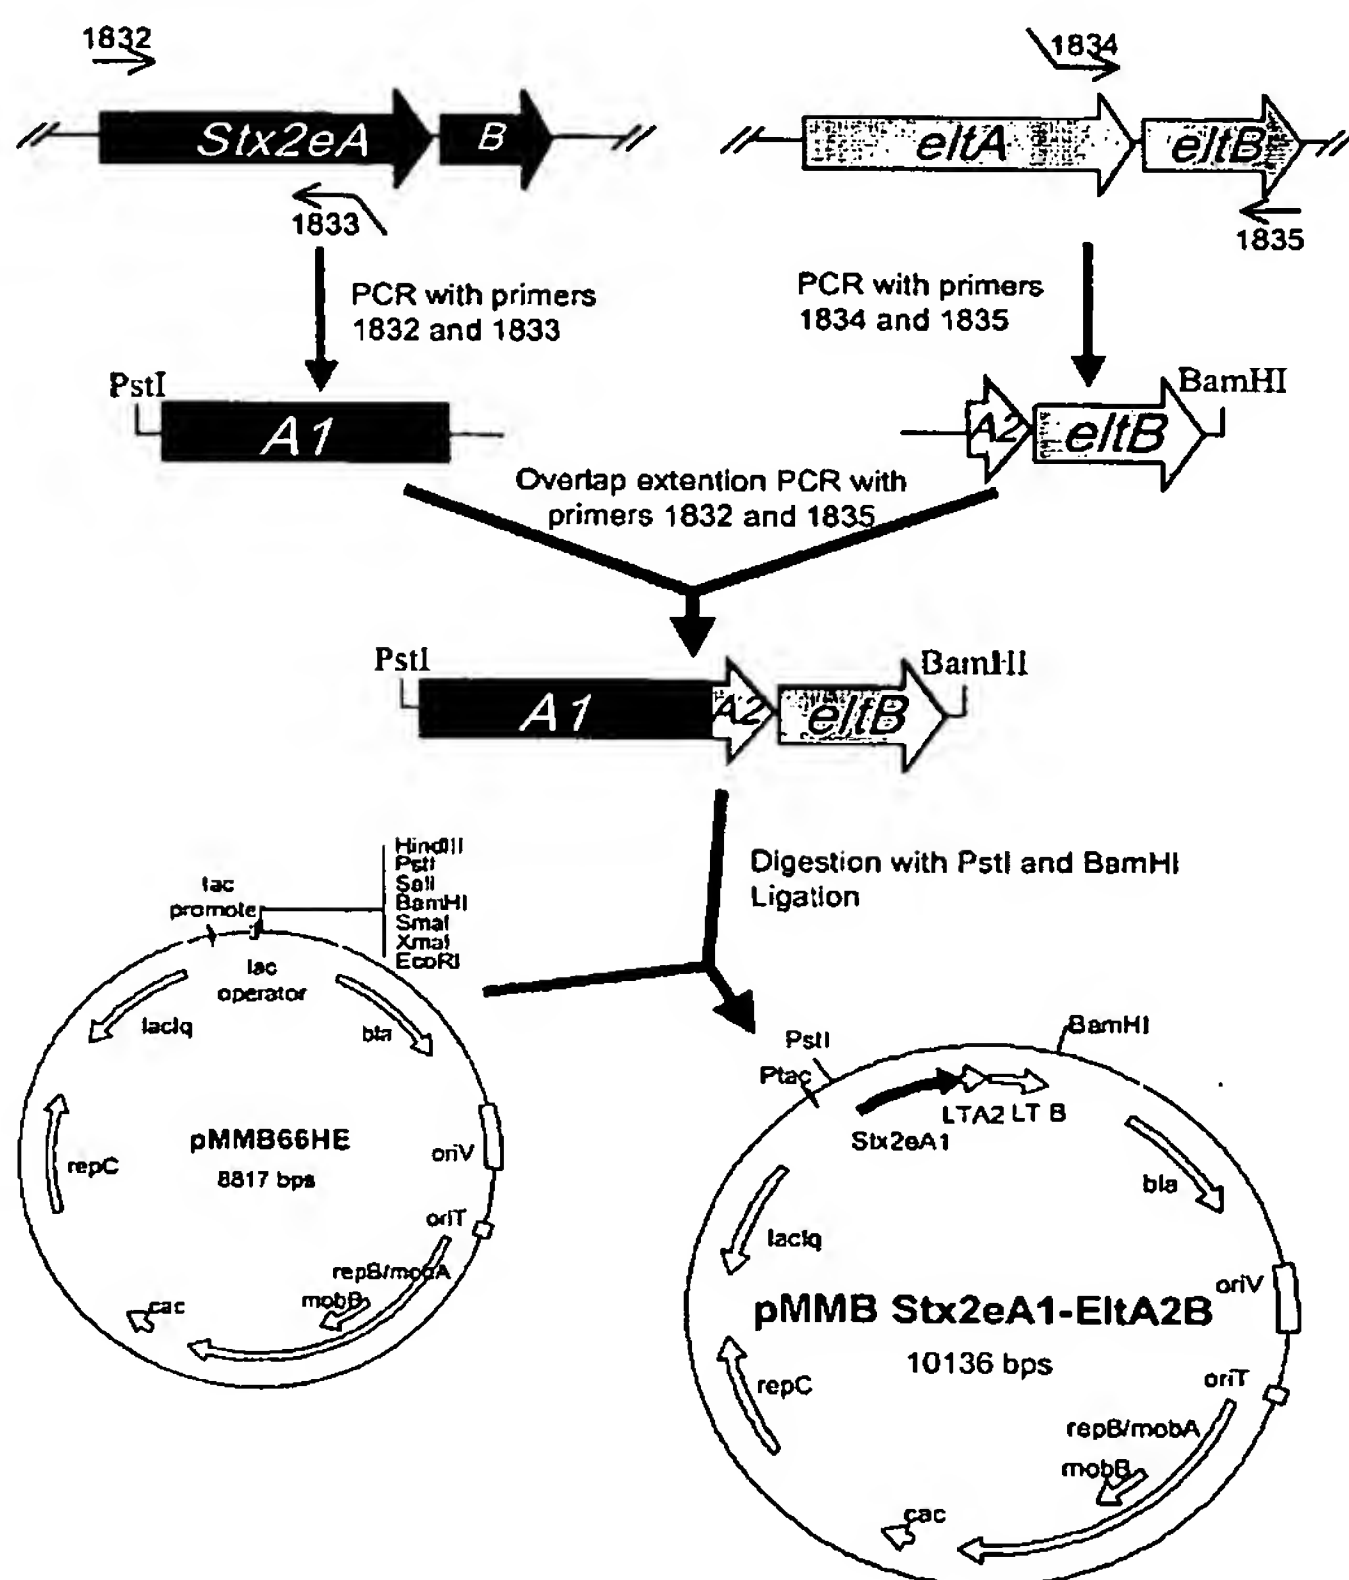 1832
1834
Stx2eA
B
eltA
eltB
1833
1835
PCR with primers
1832 and 1833
PCR with primers
1834 and 1835
PstI
A1
A2
eltB
BamHI
Overlap extention PCR with
primers 1832 and 1835
PstI
A1
A2
eltB
BamHI
Digestion with PstI and BamHI
Ligation
HindIII
PstI
SalI
BamHI
SmaI
XmaI
EcoRI
tac
promoter
lac
operator
lacIq
bla
repC
pMMB66HE
8817 bps
oriV
oriT
repB/mobA
mobB
cac
PstI
Ptac
BamHI
LTA2 LT B
Stx2eA1
bla
lacIq
oriV
pMMB Stx2eA1-EltA2B
10136 bps
repC
oriT
repB/mobA
mobB
cac